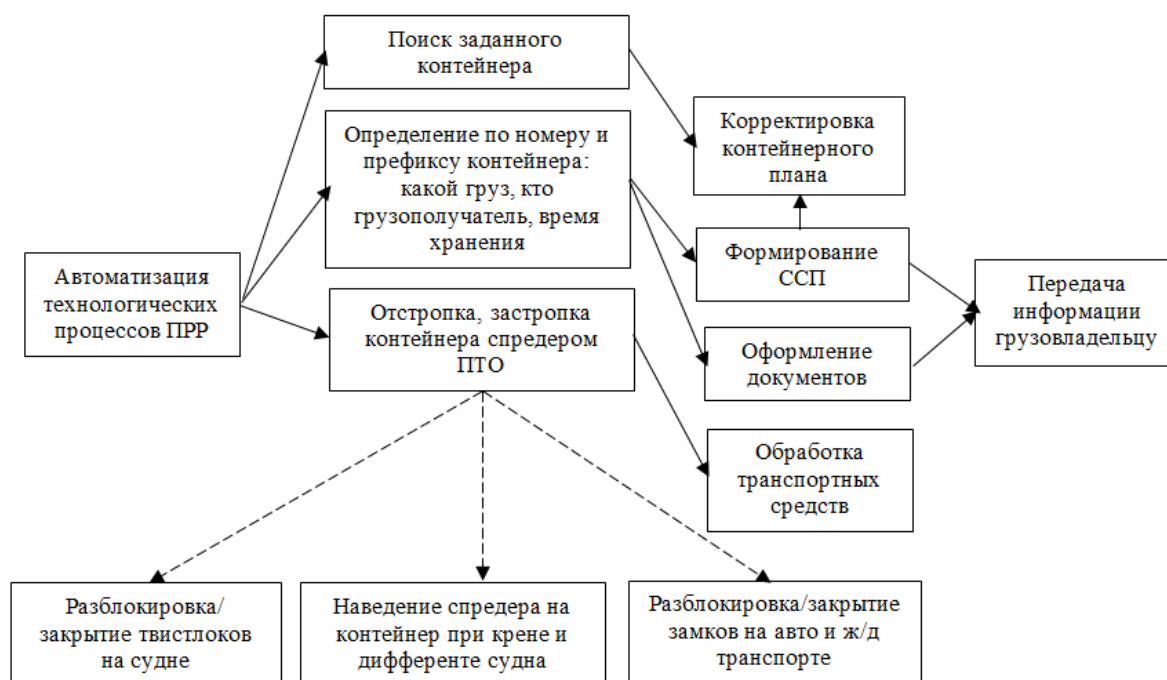 Поиск заданного
контейнера
Определение по номеру и
префиксу контейнера:
какой груз, кто
грузополучатель, время
хранения
Корректировка
контейнерного
плана
Автоматизация
технологических
процессов ПРР
Формирование
ССП
Передача
информации
грузовладельцу
Отстропка, застропка
контейнера спредером
ПТО
Оформление
документов
Обработка
транспортных
средств
Разблокировка/
закрытие твистлоков
на судне
Наведение спредера на
контейнер при крене и
дифференте судна
Разблокировка/закрытие
замков на авто и ж/д
транспорте